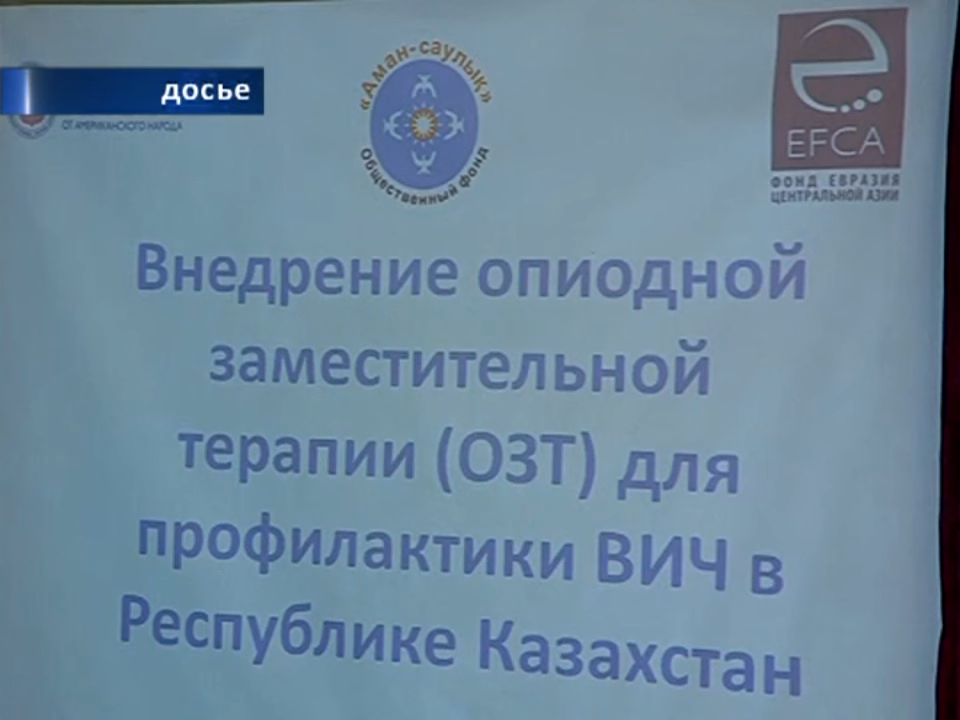 досье
ОТ АМЕРИКАНСКОГО НАРОДА
«Аман-саулық»
Общественный фонд
e
EFCA
ФОНД ЕВРАЗИЯ
ЦЕНТРАЛЬНОЙ АЗИИ
Внедрение опиодной
заместительной
терапии (ОЗТ) для
профилактики ВИЧ в
Республике Казахстан